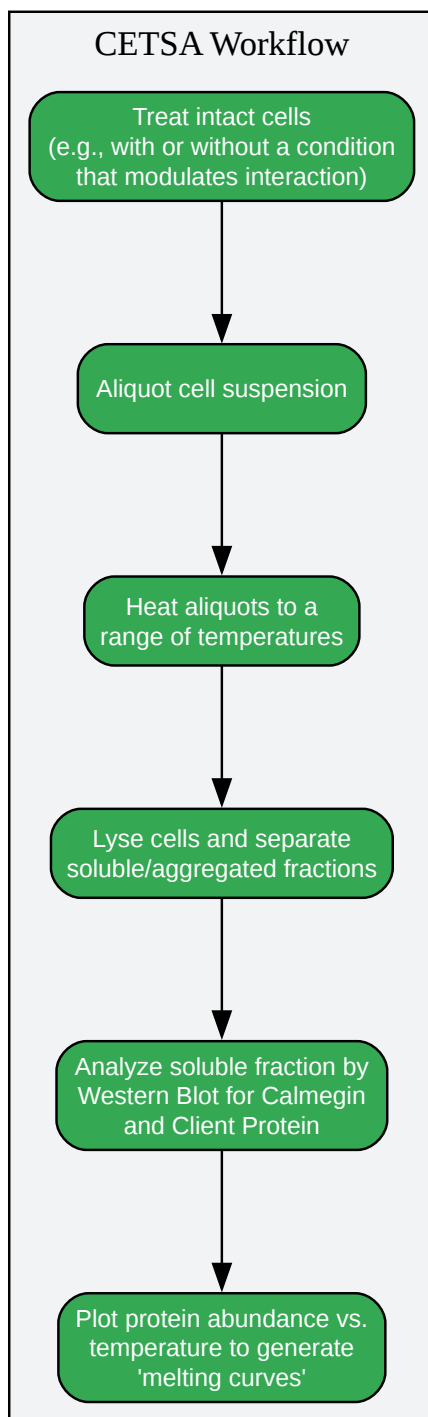 CETSA Workflow
Treat intact cells
(e.g., with or without a condition
that modulates interaction)
Aliquot cell suspension
Heat aliquots to a
range of temperatures
Lyse cells and separate
soluble/aggregated fractions
Analyze soluble fraction by
Western Blot for Calmegin
and Client Protein
Plot protein abundance vs.
temperature to generate
'melting curves'